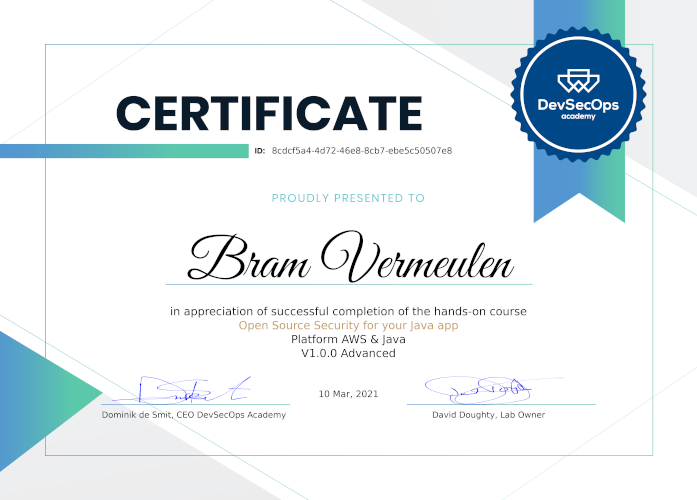 DevSecOps
academy
CERTIFICATE
ID: 8cdcf5a4-4d72-46e8-8cb7-ebe5c50507e8
PROUDLY PRESENTED TO
Bram Vermeulen
in appreciation of successful completion of the hands-on course
Open Source Security for your Java app
Platform AWS & Java
V1.0.0 Advanced
10 Mar, 2021
Dominik de Smit, CEO DevSecOps Academy
David Doughty, Lab Owner